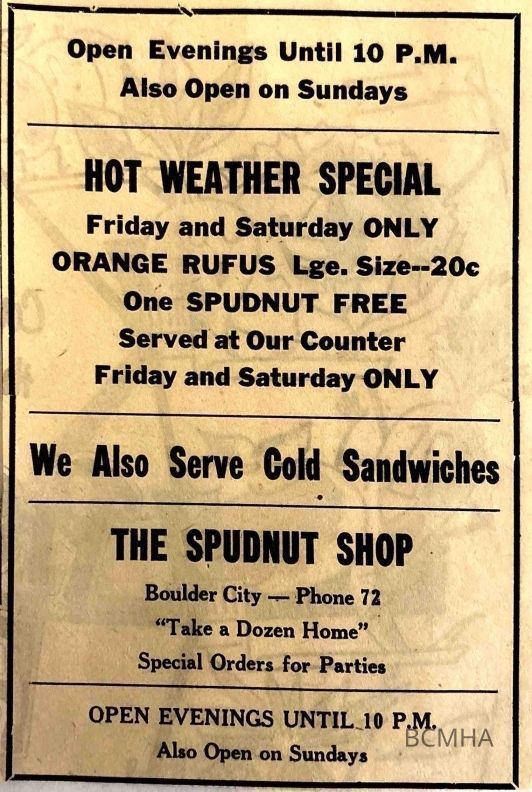 Open Evenings Until 10 P.M.
Also Open on Sundays
HOT WEATHER SPECIAL
Friday and Saturday ONLY
ORANGE RUFUS Lge. Size--20c
One SPUDNUT FREE
Served at Our Counter
Friday and Saturday ONLY
We Also Serve Cold Sandwiches
THE SPUDNUT SHOP
Boulder City — Phone 72
"Take a Dozen Home"
Special Orders for Parties
OPEN EVENINGS UNTIL 10 P.M.
Also Open on Sundays
BCMHA